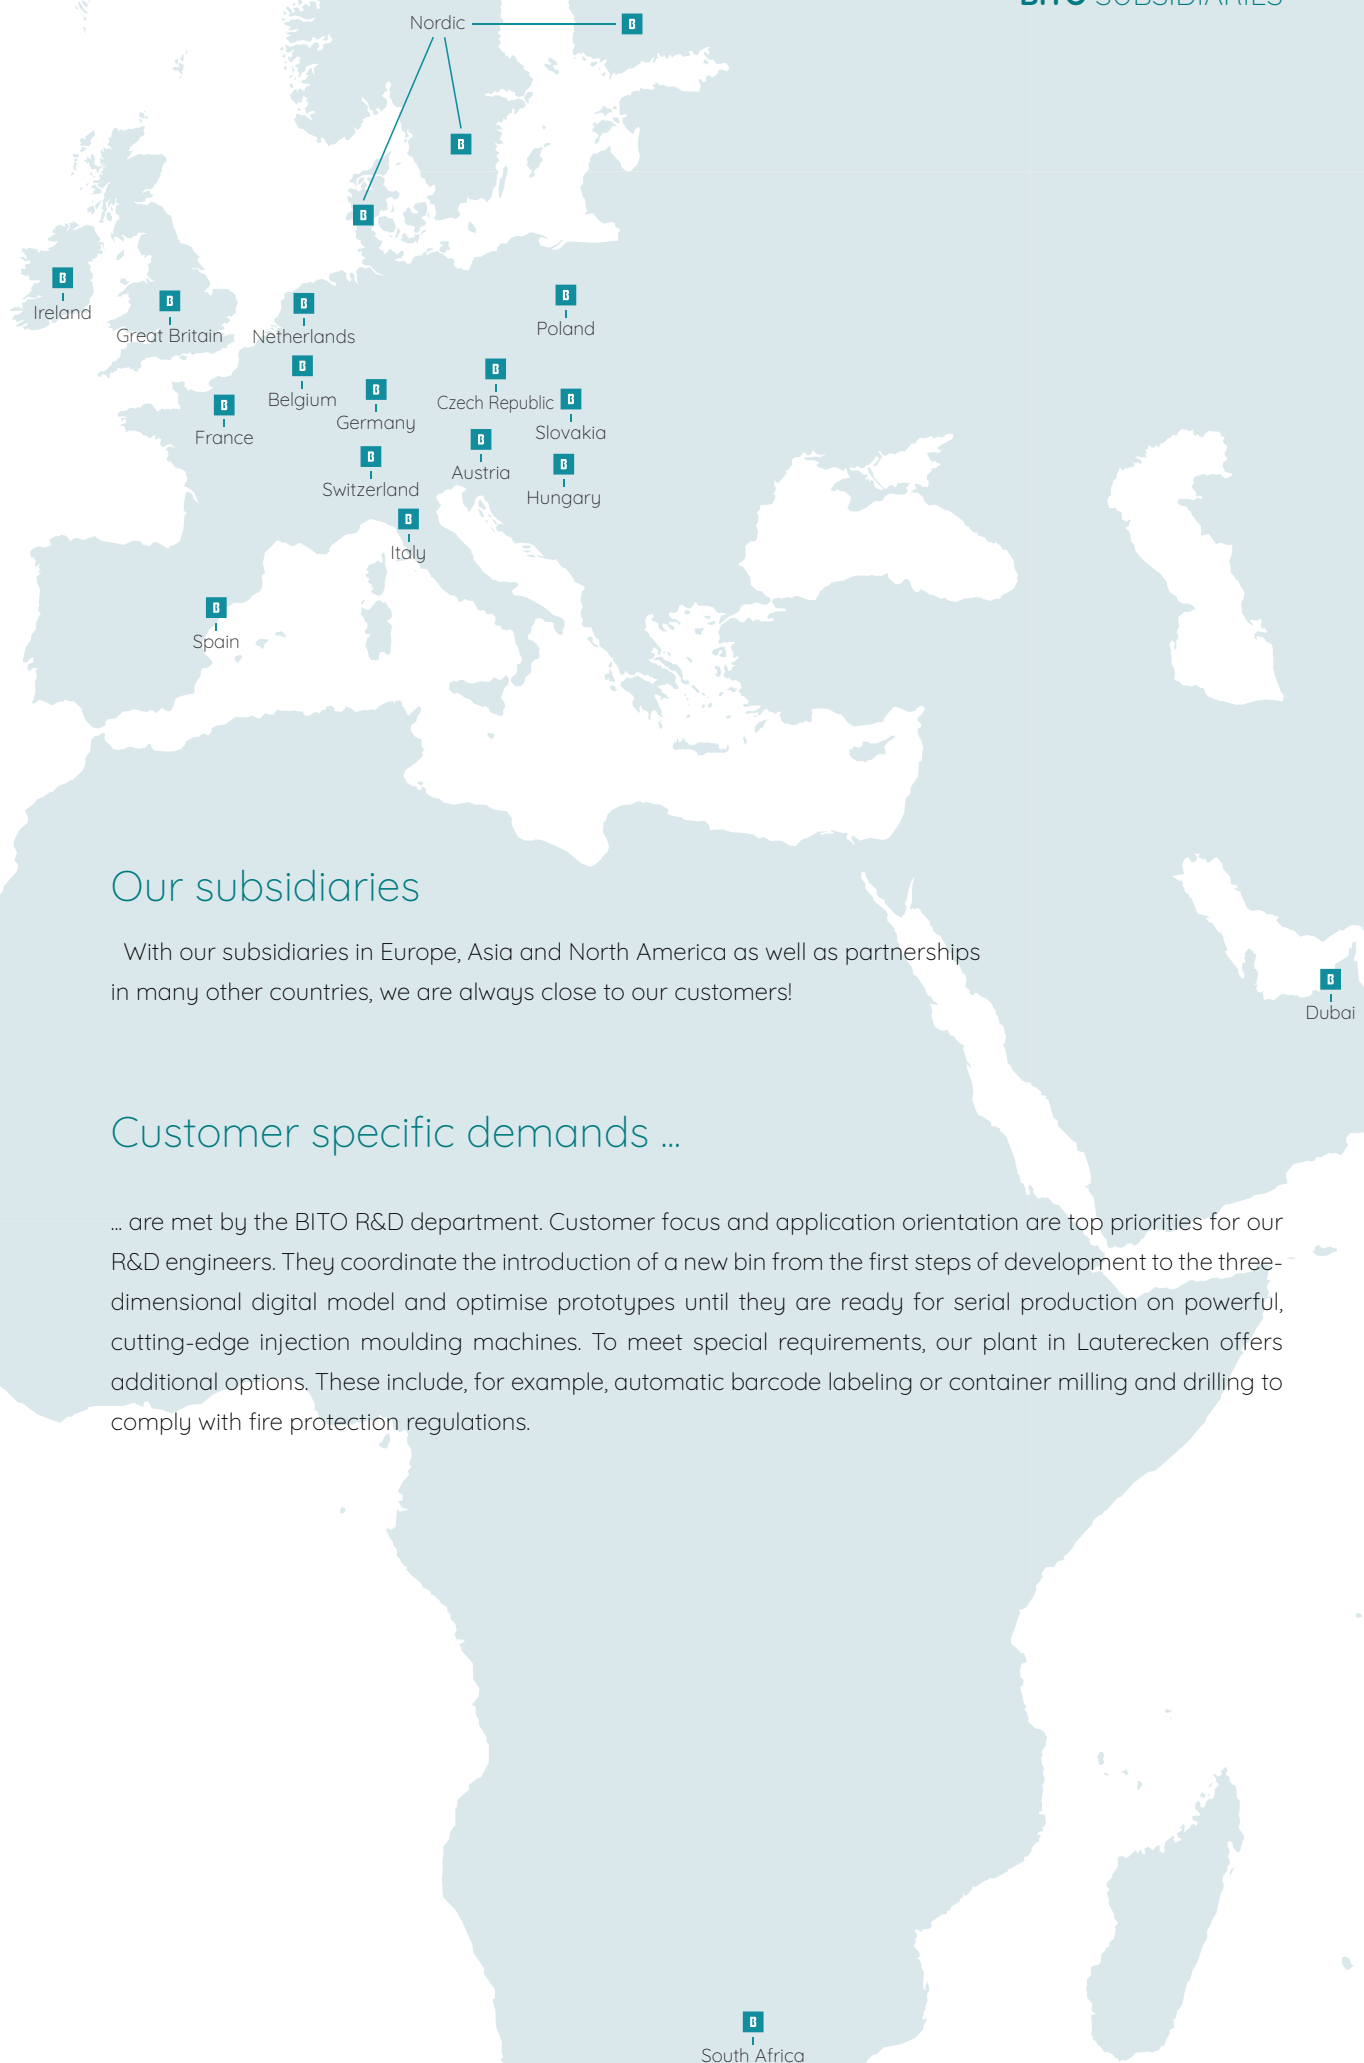 BITO SUBSIDIARIES
Nordic
Ireland
Great Britain
Netherlands
Poland
Belgium
Germany
Czech Republic
France
Slovakia
Switzerland
Austria
Hungary
Italy
Spain
Our subsidiaries
With our subsidiaries in Europe, Asia and North America as well as partnerships
in many other countries, we are always close to our customers!
Dubai
Customer specific demands ...
... are met by the BITO R&D department. Customer focus and application orientation are top priorities for our
R&D engineers. They coordinate the introduction of a new bin from the first steps of development to the three-
dimensional digital model and optimise prototypes until they are ready for serial production on powerful,
cutting-edge injection moulding machines. To meet special requirements, our plant in Lauterecken offers
additional options. These include, for example, automatic barcode labeling or container milling and drilling to
comply with fire protection regulations.
South Africa